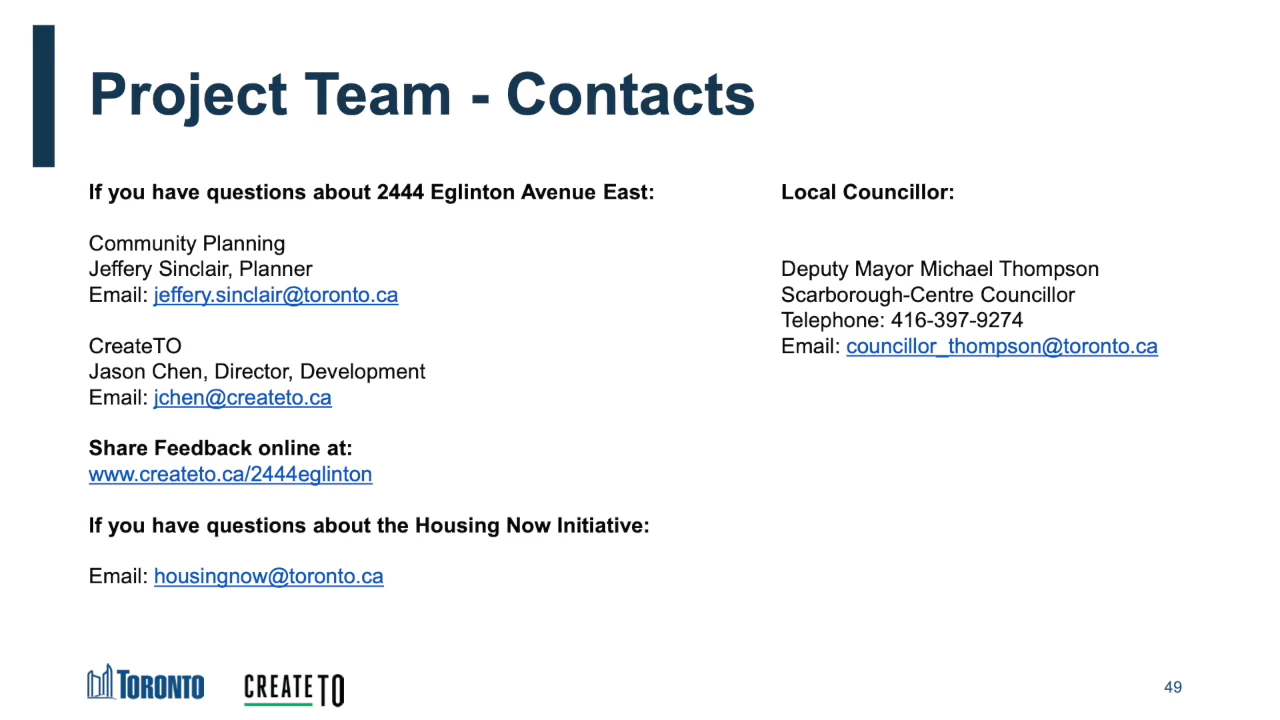 Project Team - Contacts
If you have questions about 2444 Eglinton Avenue East:
Community Planning
Jeffery Sinclair, Planner
Email: jeffery.sinclair@toronto.ca
CreateTO
Jason Chen, Director, Development
Email: jchen@createto.ca
Share Feedback online at:
www.createto.ca/2444eglinton
If you have questions about the Housing Now Initiative:
Email: housingnow@toronto.ca
Local Councillor:
Deputy Mayor Michael Thompson
Scarborough-Centre Councillor
Telephone: 416-397-9274
Email: councillor_thompson@toronto.ca
TORONTO
CREATETO
49